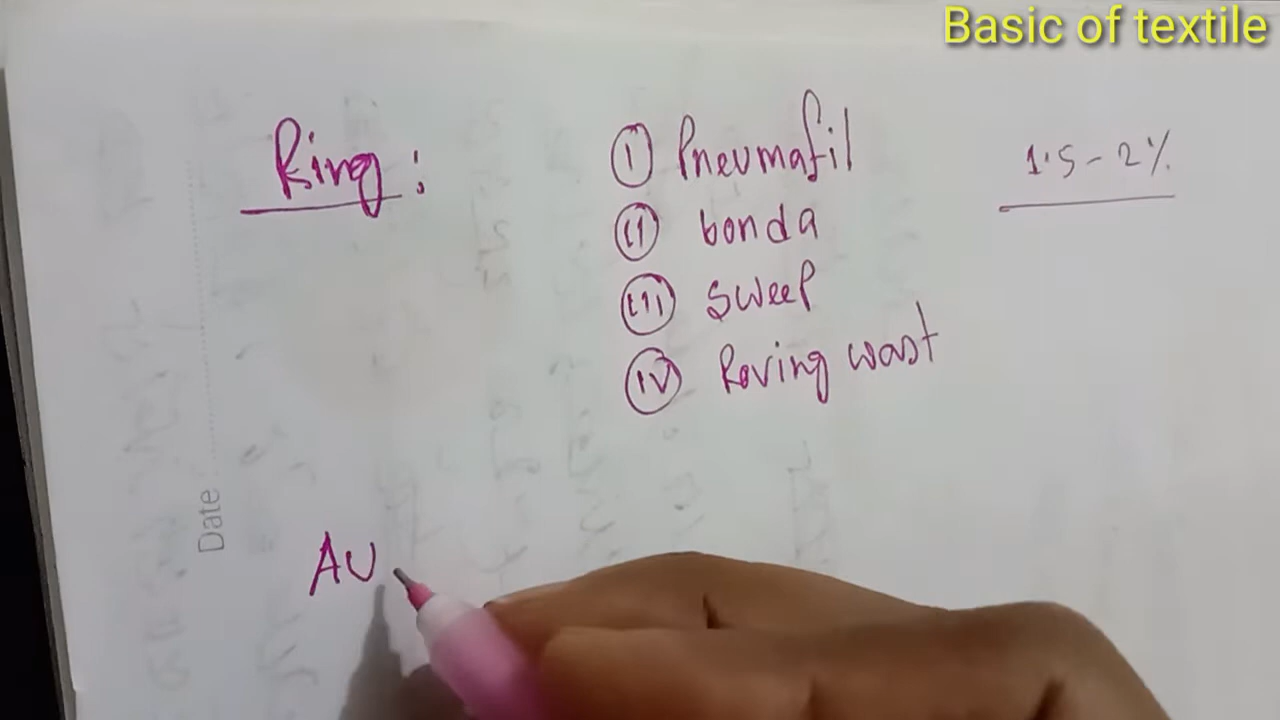 Basic of textile
Ring :
(I) Pneumafil 1.5 - 2%
(II) bonda
(III) sweep
(IV) Roving wast
Date
AU